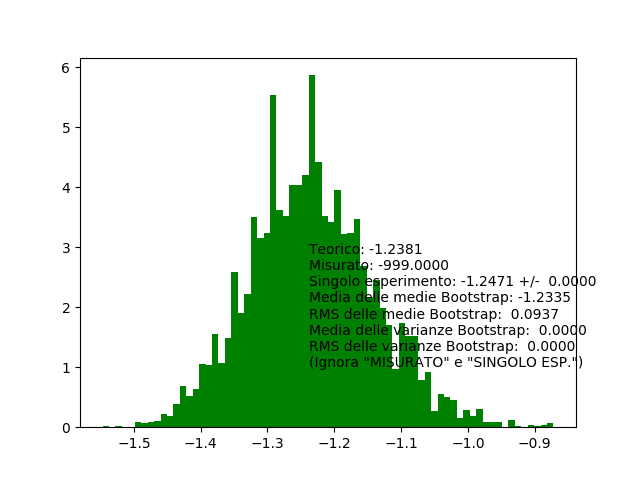 6
5
4
3
2
1
0
Teorico: -1.2381
Misurato: -999.0000
Singolo esperimento: -1.2471 +/-  0.0000
Media delle medie Bootstrap: -1.2335
RMS delle medie Bootstrap:  0.0937
Media delle varianze Bootstrap:  0.0000
RMS delle varianze Bootstrap:  0.0000
(Ignora "MISURATO" e "SINGOLO ESP.")
−1.5 −1.4 −1.3 −1.2 −1.1 −1.0 −0.9